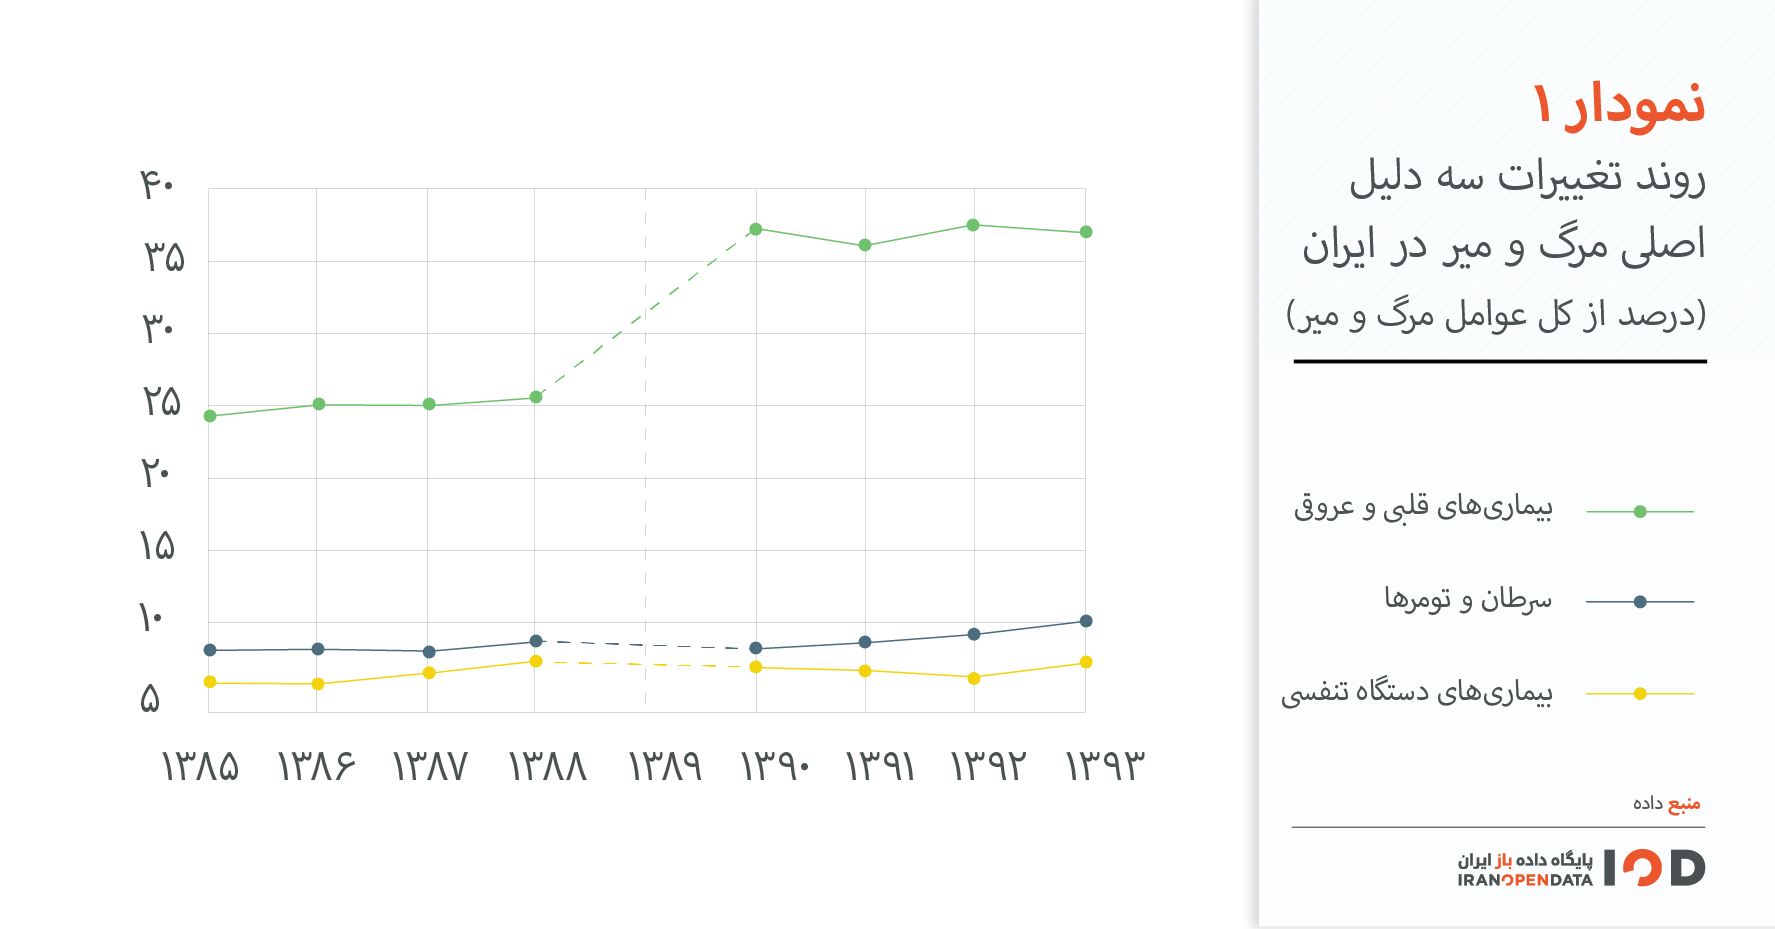 نمودار ۱
روند تغییرات سه دلیل
اصلی مرگ و میر در ایران
(درصد از کل عوامل مرگ و میر)
بیماری‌های قلبی و عروقی
سرطان و تومرها
بیماری‌های دستگاه تنفسی
منبع داده
پایگاه داده باز ایران
IRANOPENDATA
IOD
۴۰
۳۵
۳۰
۲۵
۲۰
۱۵
۱۰
۵
۱۳۸۵ ۱۳۸۶ ۱۳۸۷ ۱۳۸۸ ۱۳۸۹ ۱۳۹۰ ۱۳۹۱ ۱۳۹۲ ۱۳۹۳